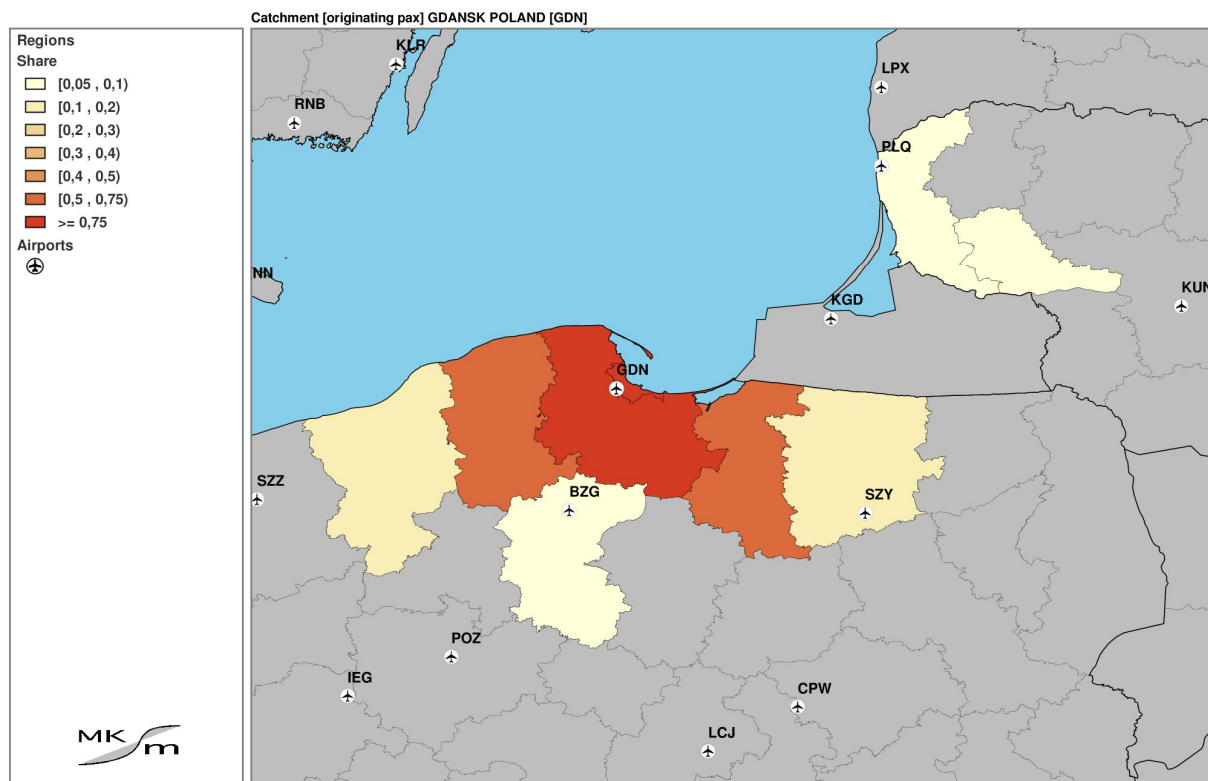 Catchment [originating pax] GDANSK POLAND [GDN]
Regions
Share
[0,05 , 0,1)
[0,1 , 0,2)
[0,2 , 0,3)
[0,3 , 0,4)
[0,4 , 0,5)
[0,5 , 0,75)
>= 0,75
Airports
KLR
LPX
RNB
PLQ
NN
KUN
KGD
GDN
SZZ
BZG
SZY
POZ
IEG
CPW
LCJ
MK
m